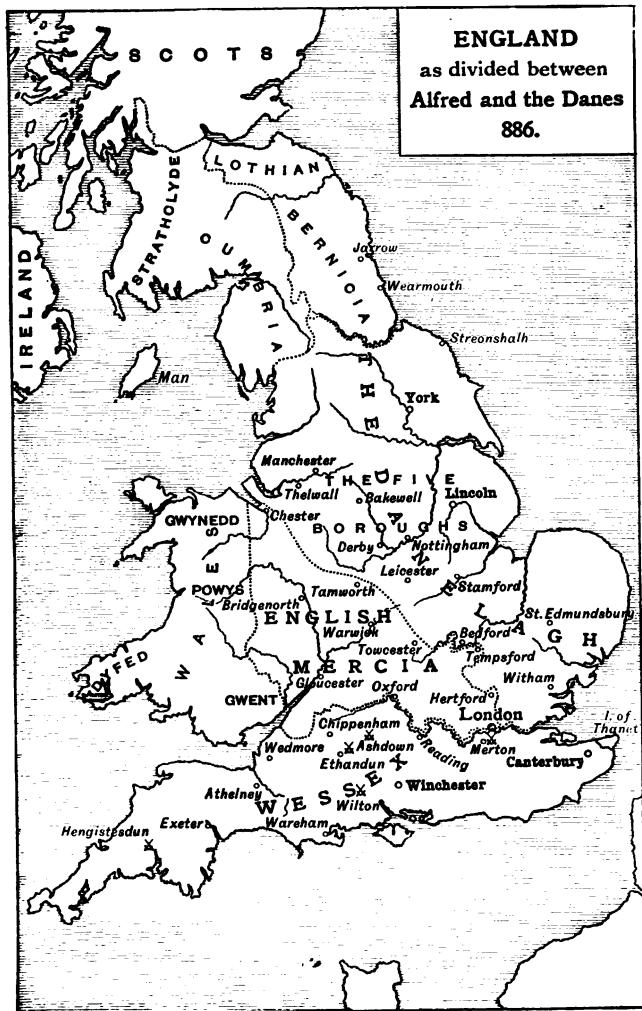 ENGLAND
as divided between
Alfred and the Danes
886.
SCOTS
LOTHIAN
STRATHOLYDE
OUMBRIA
BERNICIA
Jarrow
Wearmouth
IRELAND
Streonshalh
Man
THE
York
Manchester
THE FIVE
Thelwall
Bakewell
Lincoln
DANELAGH
Chester
GWYNEDD
BOROUGHS
Derby
Nottingham
WALES
Leicester
POWYS
Tamworth
Stamford
Bridgenorth
ENGLISH
St.Edmundsbury
Warwick
Bedford
Towcester
Tempsford
DYFED
MERCIA
Gloucester
Witham
Oxford
GWENT
Hertford
London
I. of
Thanet
Chippenham
Wedmore
Ashdown
Reading
Merton
Ethandun
Canterbury
Athelney
WESSEX
Winchester
Wilton
Hengistesdun
Exeter
Wareham